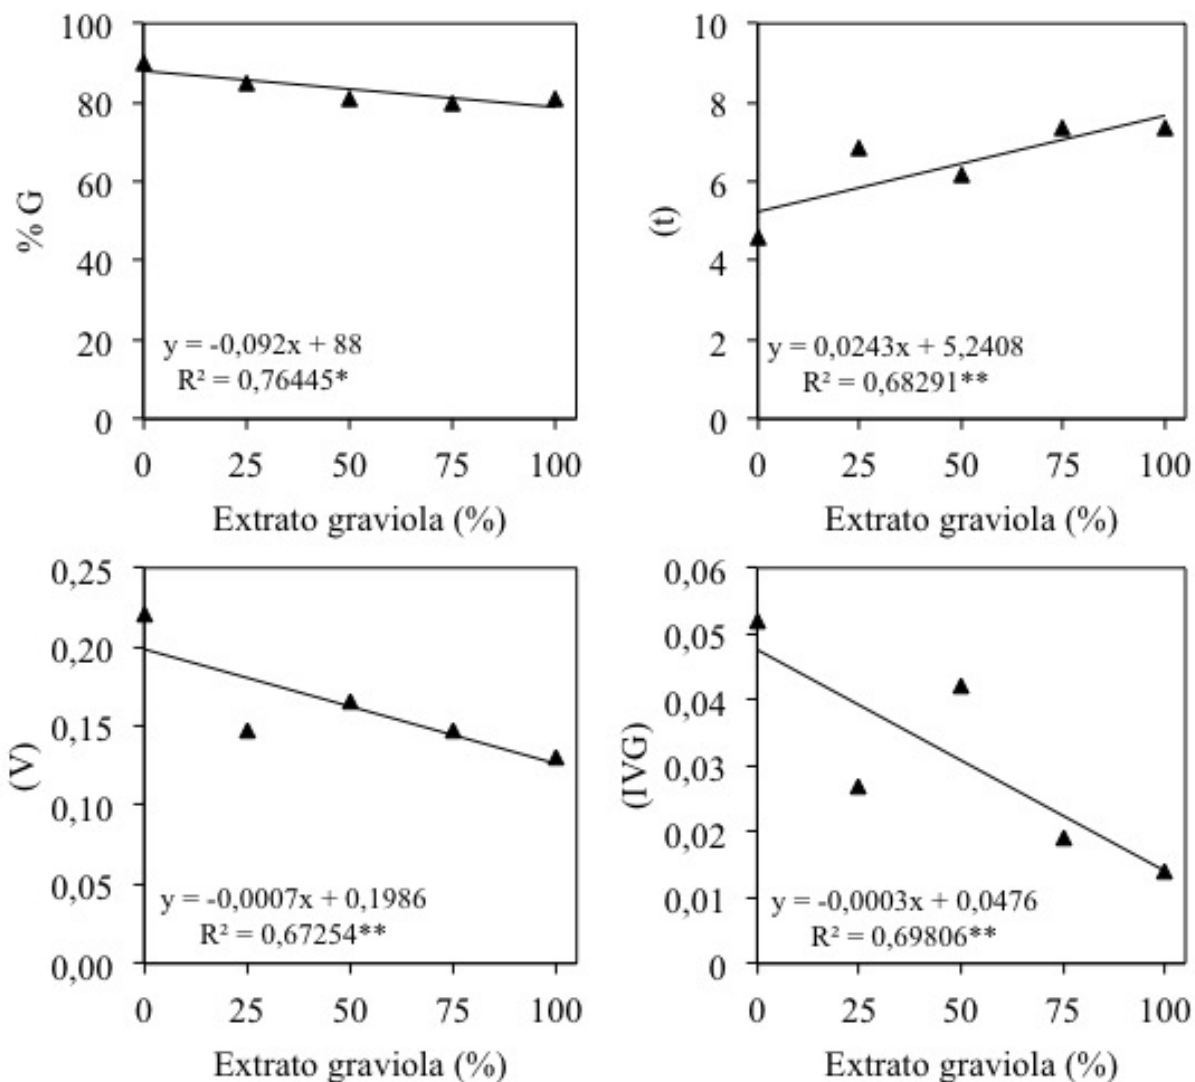 100
80
60
40
20
0
% G
y = -0,092x + 88
R² = 0,76445*
0 25 50 75 100
Extrato graviola (%)
10
8
6
4
2
0
(t)
y = 0,0243x + 5,2408
R² = 0,68291**
0 25 50 75 100
Extrato graviola (%)
0,25
0,20
0,15
0,10
0,05
0,00
(V)
y = -0,0007x + 0,1986
R² = 0,67254**
0 25 50 75 100
Extrato graviola (%)
0,06
0,05
0,04
0,03
0,02
0,01
0
(IVG)
y = -0,0003x + 0,0476
R² = 0,69806**
0 25 50 75 100
Extrato graviola (%)